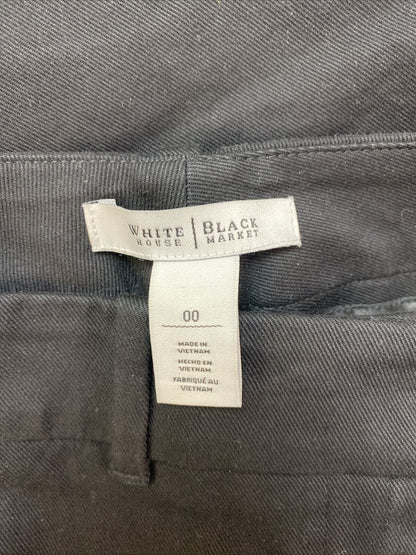 WHITE | BLACK
HOUSE | MARKET
00
MADE IN
VIETNAM
HECHO EN
VIETNAM
FABRIQUÉ AU
VIETNAM